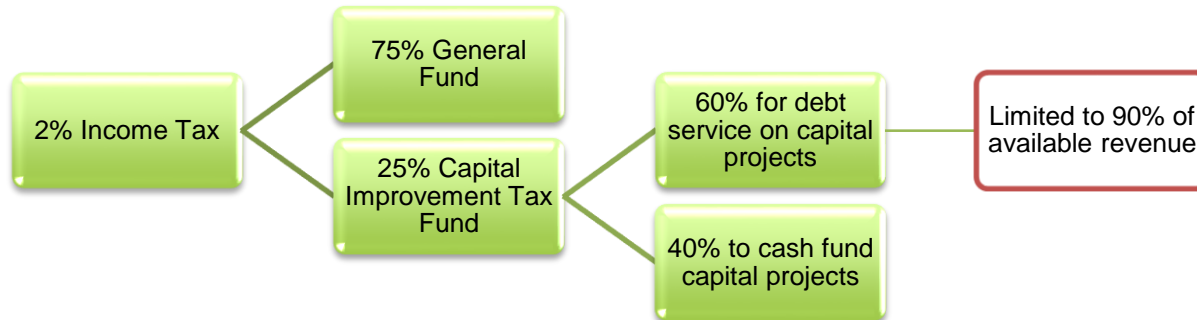 2% Income Tax
75% General
Fund
25% Capital
Improvement Tax
Fund
60% for debt
service on capital
projects
40% to cash fund
capital projects
Limited to 90% of
available revenue